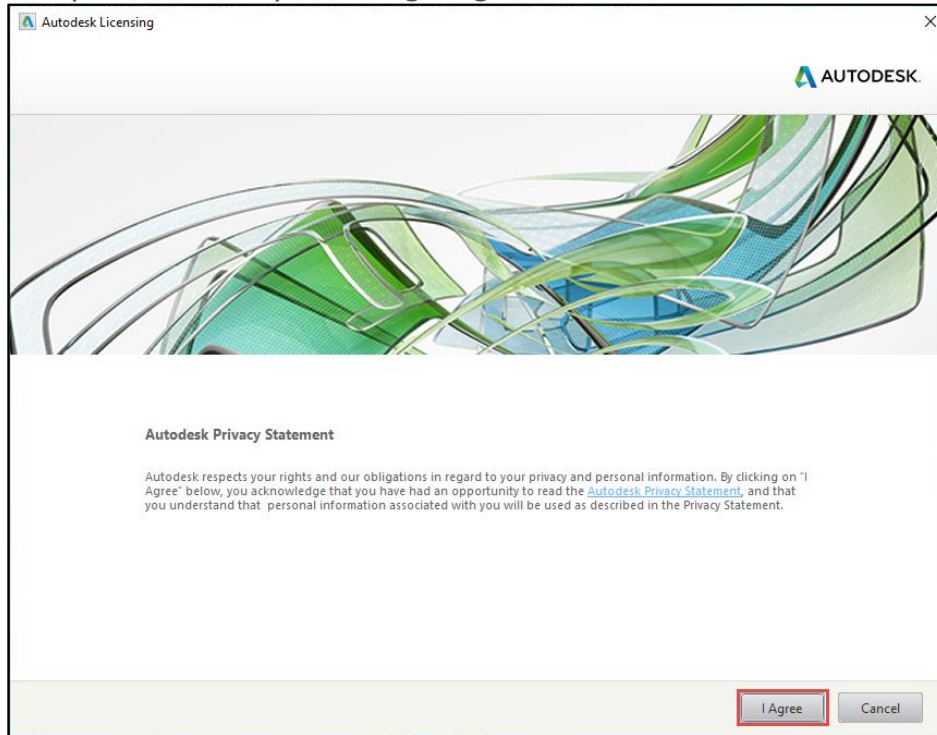 Autodesk Licensing
AUTODESK.
Autodesk Privacy Statement
Autodesk respects your rights and our obligations in regard to your privacy and personal information. By clicking on "I
Agree" below, you acknowledge that you have had an opportunity to read the Autodesk Privacy Statement, and that
you understand that personal information associated with you will be used as described in the Privacy Statement.
I Agree
Cancel